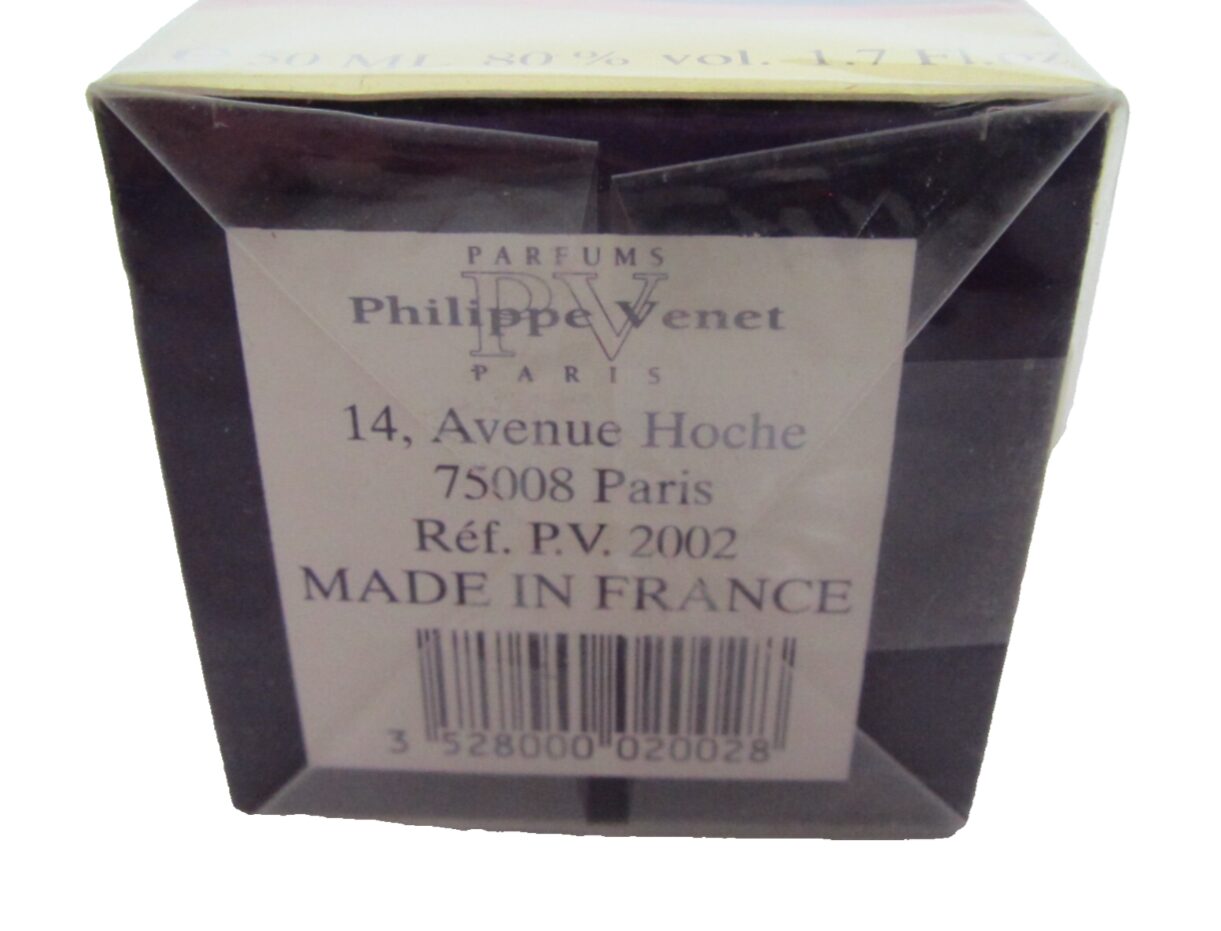 ℮ 50 ML 80 % vol. 1.7 Fl.oz
PARFUMS
PV
Philippe Venet
PARIS
14, Avenue Hoche
75008 Paris
Réf. P.V. 2002
MADE IN FRANCE
3 528000 020028